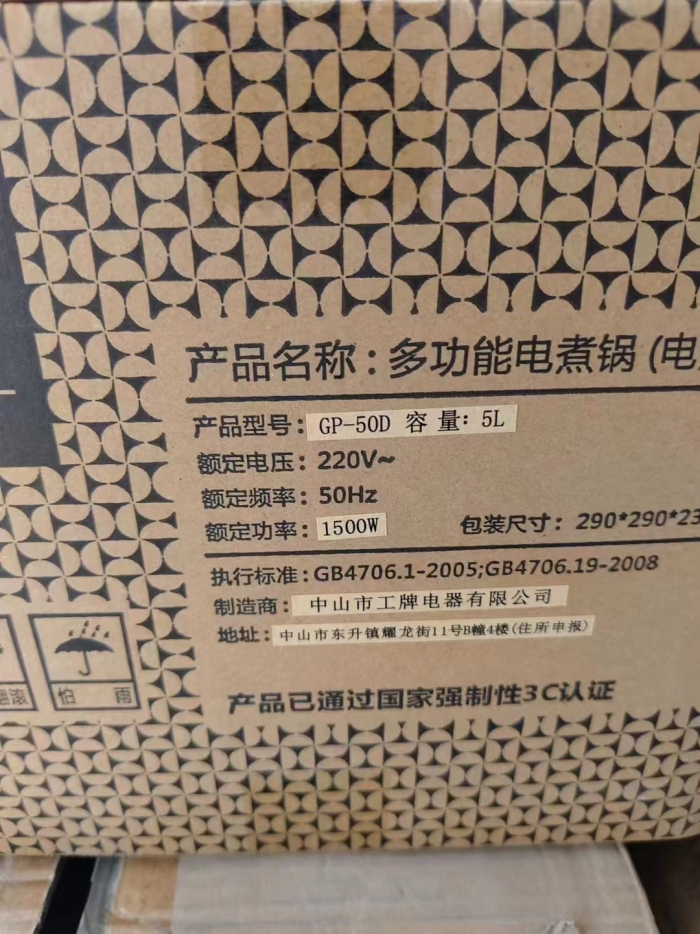 产品名称：多功能电煮锅(电
产品型号：GP-50D 容 量：5L
额定电压：220V~
额定频率：50Hz
额定功率：1500W 包装尺寸：290*290*23
执行标准：GB4706.1-2005;GB4706.19-2008
制造商：中山市工牌电器有限公司
地址：中山市东升镇耀龙街11号B幢4楼(住所申报)
翻滚
怕 雨
产品已通过国家强制性3C认证